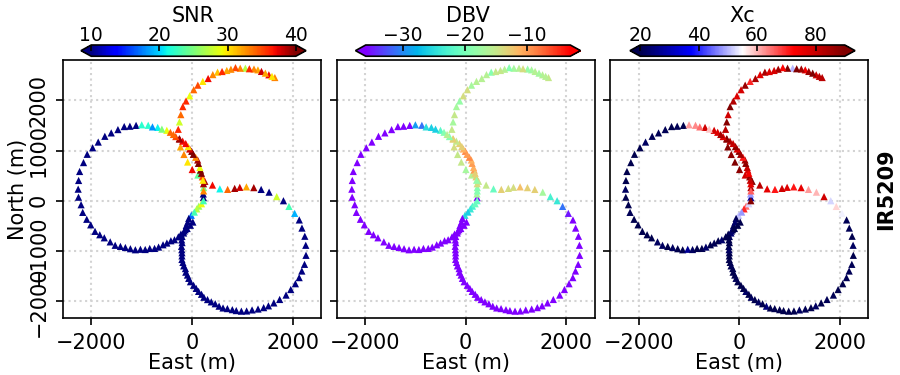 SNR DBV Xc
10 20 30 40 −30 −20 −10 20 40 60 80
North (m)
2000
1000
0
−1000
−2000
−2000 0 2000 −2000 0 2000 −2000 0 2000
East (m) East (m) East (m)
IR5209